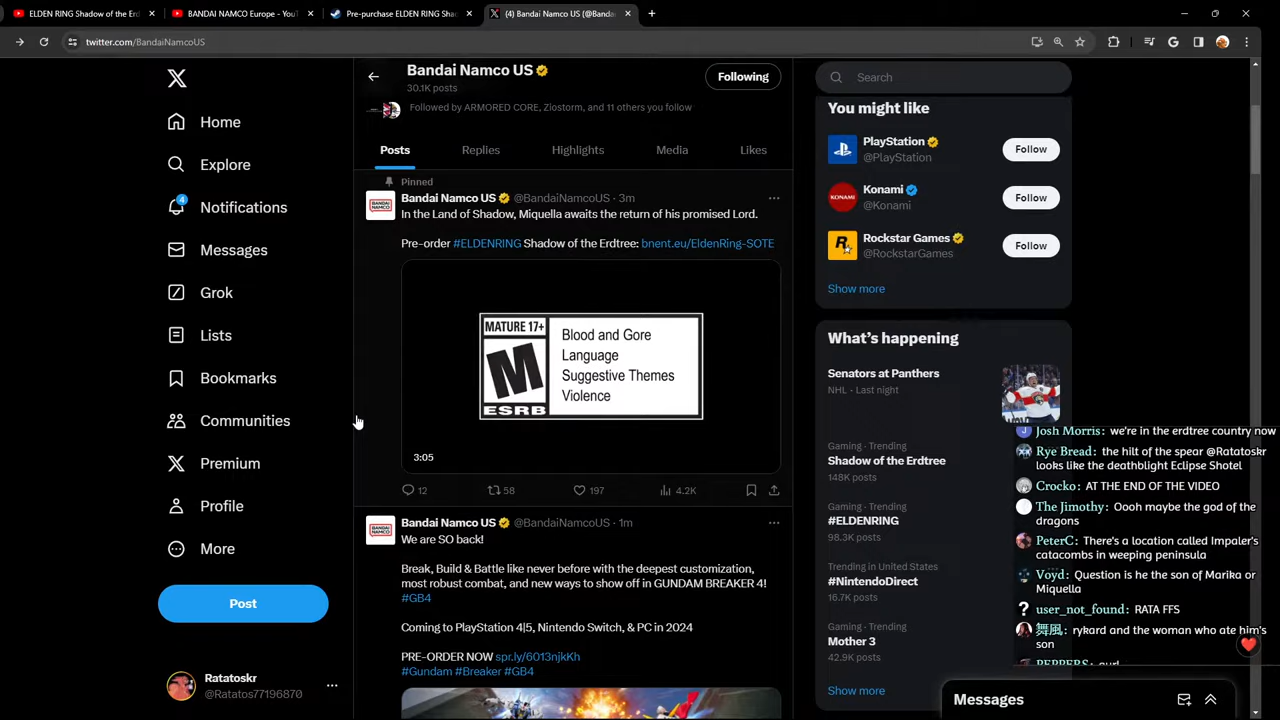 ELDEN RING Shadow of the Erd
BANDAI NAMCO Europe - YouT
Pre-purchase ELDEN RING Shad
(4) Bandai Namco US (@Bandai
twitter.com/BandaiNamcoUS
Home
Explore
4
Notifications
Messages
Grok
Lists
Bookmarks
Communities
Premium
Profile
More
Post
Ratatoskr
@Ratatos77196870
Bandai Namco US
30.1K posts
Following
Followed by ARMORED CORE, Ziostorm, and 11 others you follow
Posts Replies Highlights Media Likes
Pinned
Bandai Namco US @BandaiNamcoUS · 3m
In the Land of Shadow, Miquella awaits the return of his promised Lord.
Pre-order #ELDENRING Shadow of the Erdtree: bnent.eu/EldenRing-SOTE
MATURE 17+
M
ESRB
Blood and Gore
Language
Suggestive Themes
Violence
3:05
12 58 197 4.2K
BANDAI NAMCO
Bandai Namco US @BandaiNamcoUS · 1m
We are SO back!
Break, Build & Battle like never before with the deepest customization,
most robust combat, and new ways to show off in GUNDAM BREAKER 4!
#GB4
Coming to PlayStation 4|5, Nintendo Switch, & PC in 2024
PRE-ORDER NOW spr.ly/6013njkKh
#Gundam #Breaker #GB4
Search
You might like
PlayStation
@PlayStation
Follow
KONAMI
Konami
@Konami
Follow
Rockstar Games
@RockstarGames
Follow
Show more
What's happening
Senators at Panthers
NHL · Last night
Gaming · Trending
Shadow of the Erdtree
148K posts
Gaming · Trending
#ELDENRING
98.3K posts
Trending in United States
#NintendoDirect
16.7K posts
Gaming · Trending
Mother 3
42.9K posts
Show more
Josh Morris: we're in the erdtree country now
Rye Bread: the hilt of the spear @Ratatoskr
looks like the deathblight Eclipse Shotel
Crocko: AT THE END OF THE VIDEO
The Jimothy: Oooh maybe the god of the
dragons
PeterC: There's a location called Impaler's
catacombs in weeping peninsula
Voyd: Question is he the son of Marika or
Miquella
user_not_found: RATA FFS
舞風: rykard and the woman who ate him's
son
PEPPERS: gurl
Messages